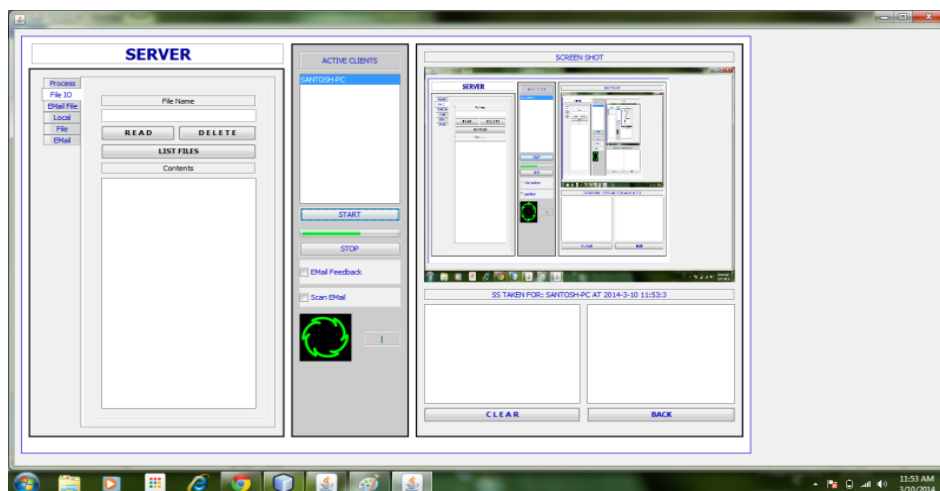 SERVER
Process
File IO
EMail File
Local
File
EMail
File Name
READ
DELETE
LIST FILES
Contents
ACTIVE CLIENTS
SANTOSH-PC
START
STOP
EMail Feedback
Scan EMail
SCREEN SHOT
SERVER
SS TAKEN FOR: SANTOSH-PC AT 2014-3-10 11:53:3
CLEAR
BACK
11:53 AM
3/10/2014